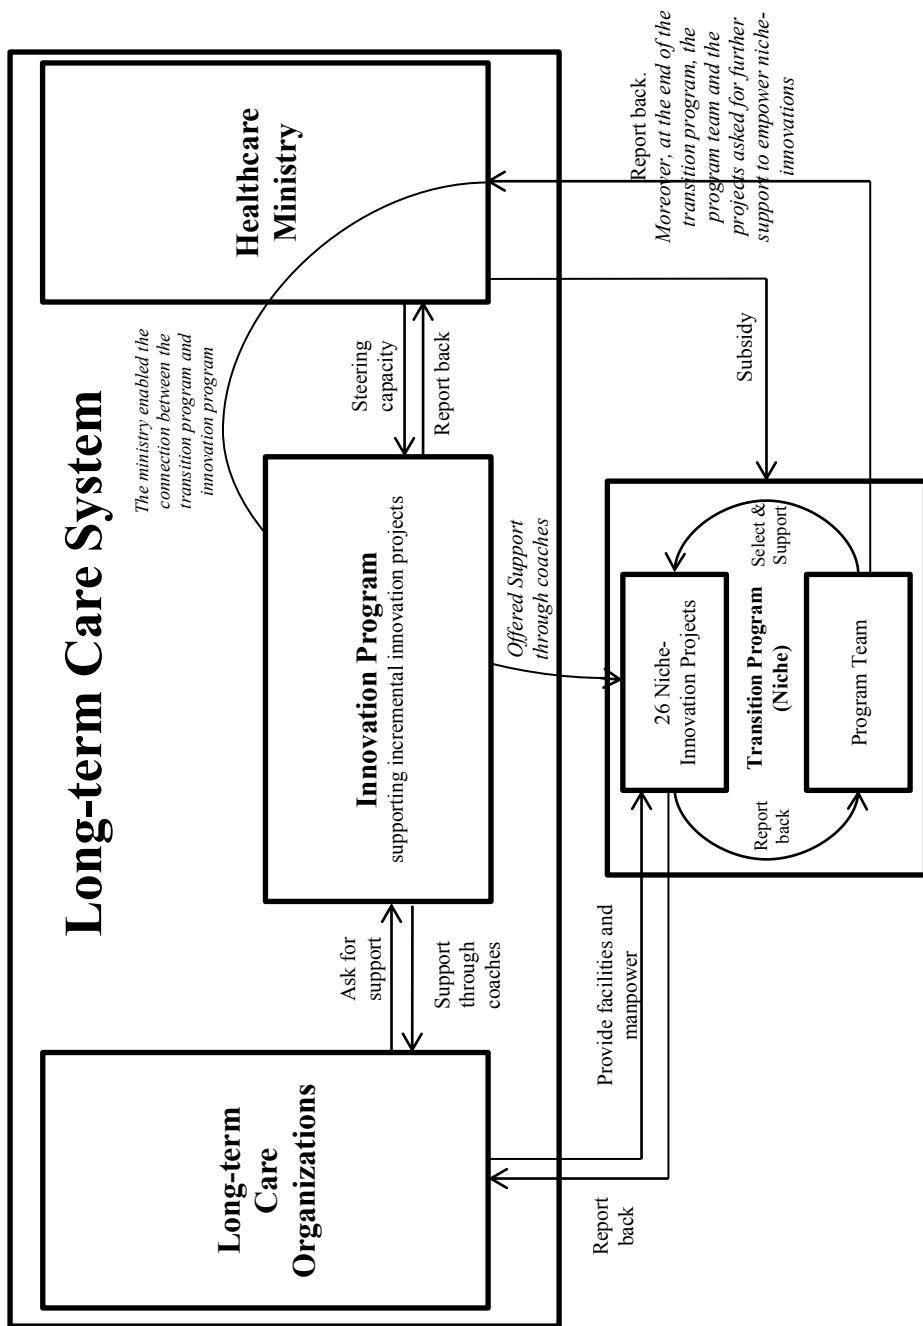 Long-term Care System
Long-term
Care
Organizations
Ask for
support
Support
through
coaches
Innovation Program
supporting incremental innovation projects
The ministry enabled the
connection between the
transition program and
innovation program
Steering
capacity
Report back
Healthcare
Ministry
Report
back
Provide facilities and
manpower
Offered Support
through coaches
Subsidy
Report back.
Moreover, at the end of the
transition program, the
program team and the
projects asked for further
support to empower niche-
innovations
26 Niche-
Innovation Projects
Report
back
Transition Program
(Niche)
Select &
Support
Program Team